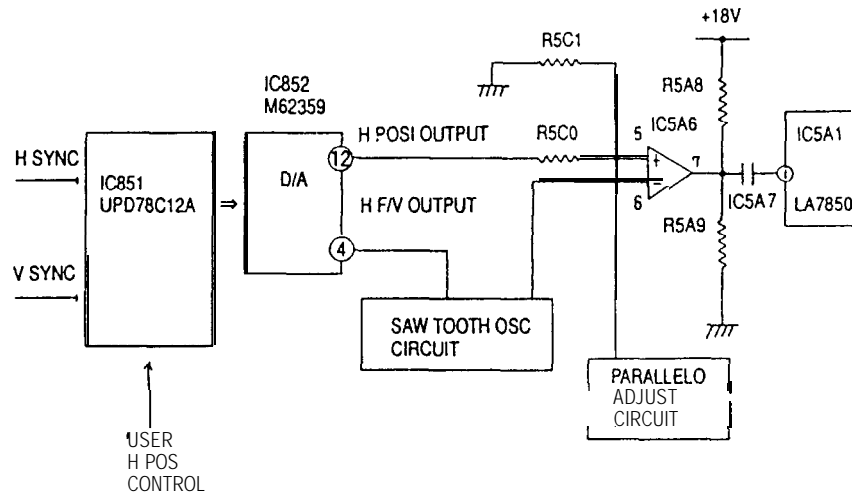 +18V
R5C1
R5A8
IC852
M62359
H POSI OUTPUT
R5C0
5
IC5A6
IC5A1
H SYNC
12
+
7
1
IC851
UPD78C12A
⇒
D/A
−
IC5A7
LA7850
H F/V OUTPUT
6
R5A9
4
V SYNC
SAW TOOTH OSC
CIRCUIT
PARALLELO
ADJUST
CIRCUIT
USER
H POS
CONTROL